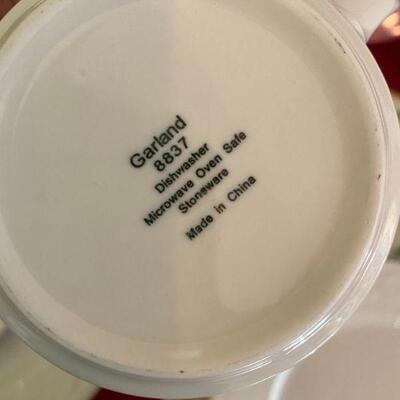 Garland
8837
Dishwasher
Microwave Oven Safe
Stoneware
Made in China